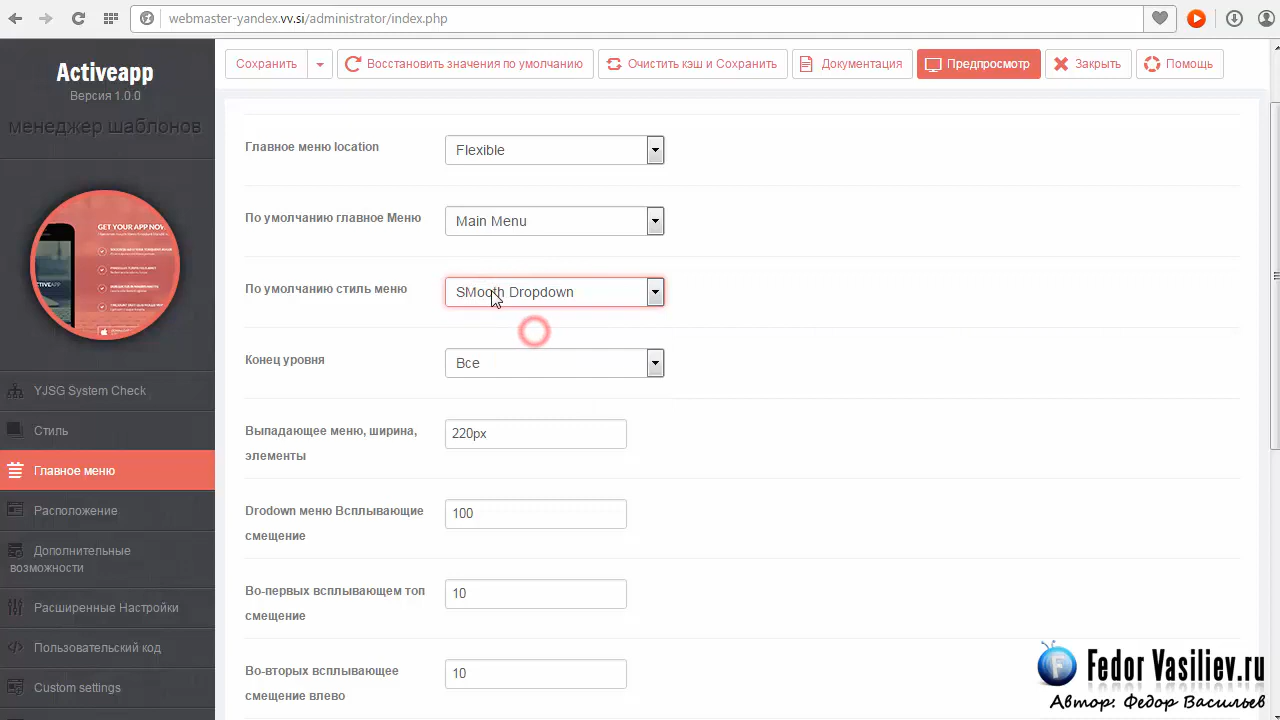 webmaster-yandex.vv.si/administrator/index.php
Activeapp
Версия 1.0.0
менеджер шаблонов
GET YOUR APP NOW
YJSG System Check
Стиль
Главное меню
Расположение
Дополнительные
возможности
Расширенные Настройки
Пользовательский код
Custom settings
Сохранить
Восстановить значения по умолчанию
Очистить кэш и Сохранить
Документация
Предпросмотр
Закрыть
Помощь
Главное меню location
Flexible
По умолчанию главное Меню
Main Menu
По умолчанию стиль меню
SMooth Dropdown
Конец уровня
Все
Выпадающее меню, ширина,
элементы
220px
Drodown меню Всплывающие
смещение
100
Во-первых всплывающем топ
смещение
10
Во-вторых всплывающее
смещение влево
10
Fedor Vasiliev.ru
Автор: Федор Васильев